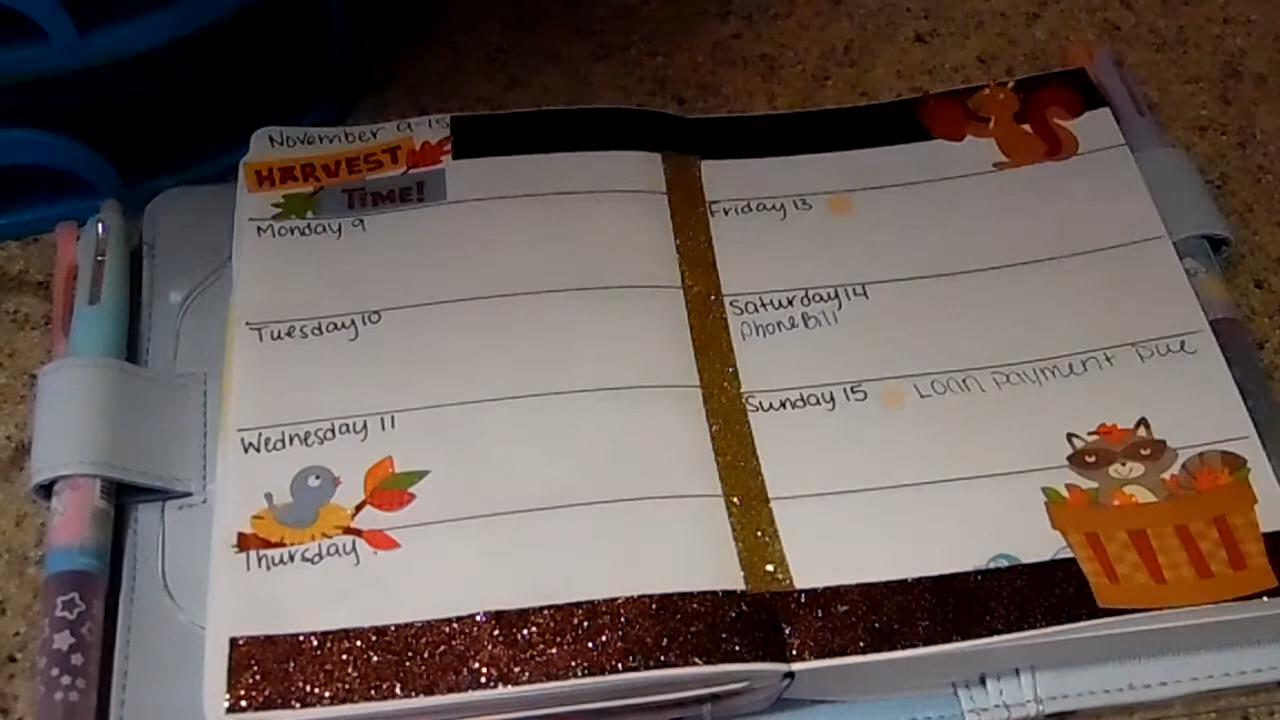 November 9-15
HARVEST
TIME!
Monday 9
Tuesday 10
Wednesday 11
Thursday
Friday 13
Saturday 14
Phone Bill
Sunday 15 Loan payment Due